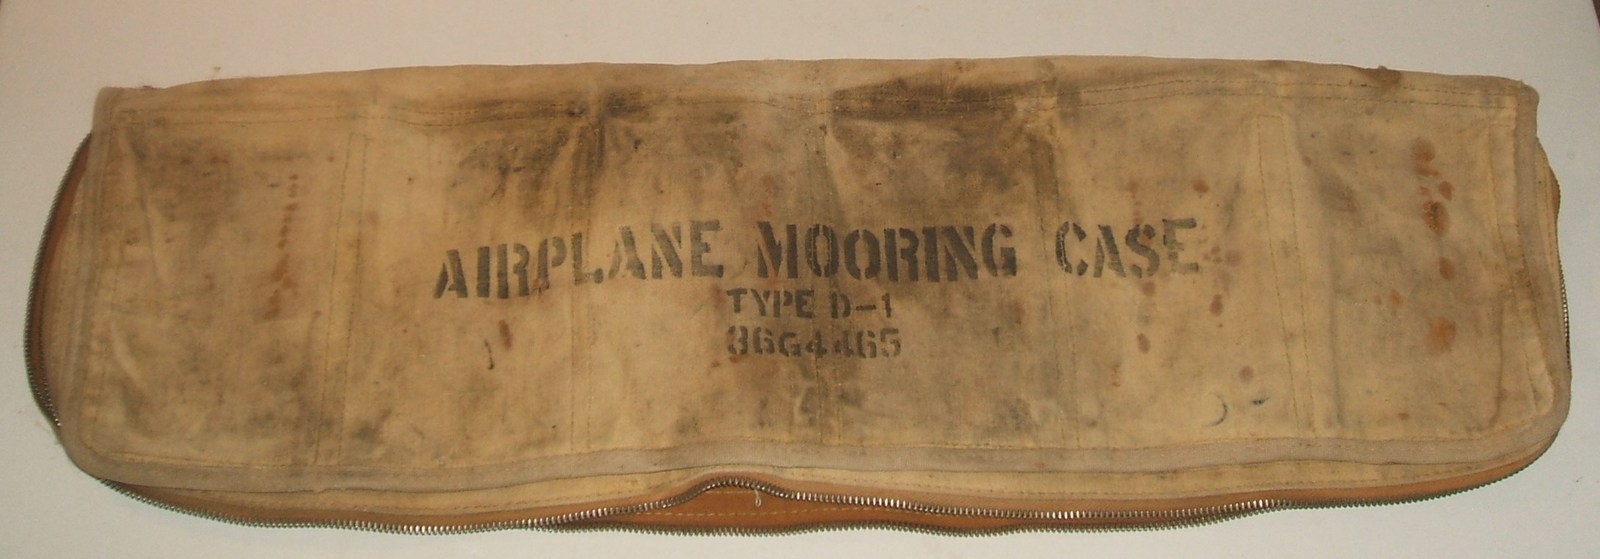 AIRPLANE MOORING CASE
TYPE D-1
36G4465